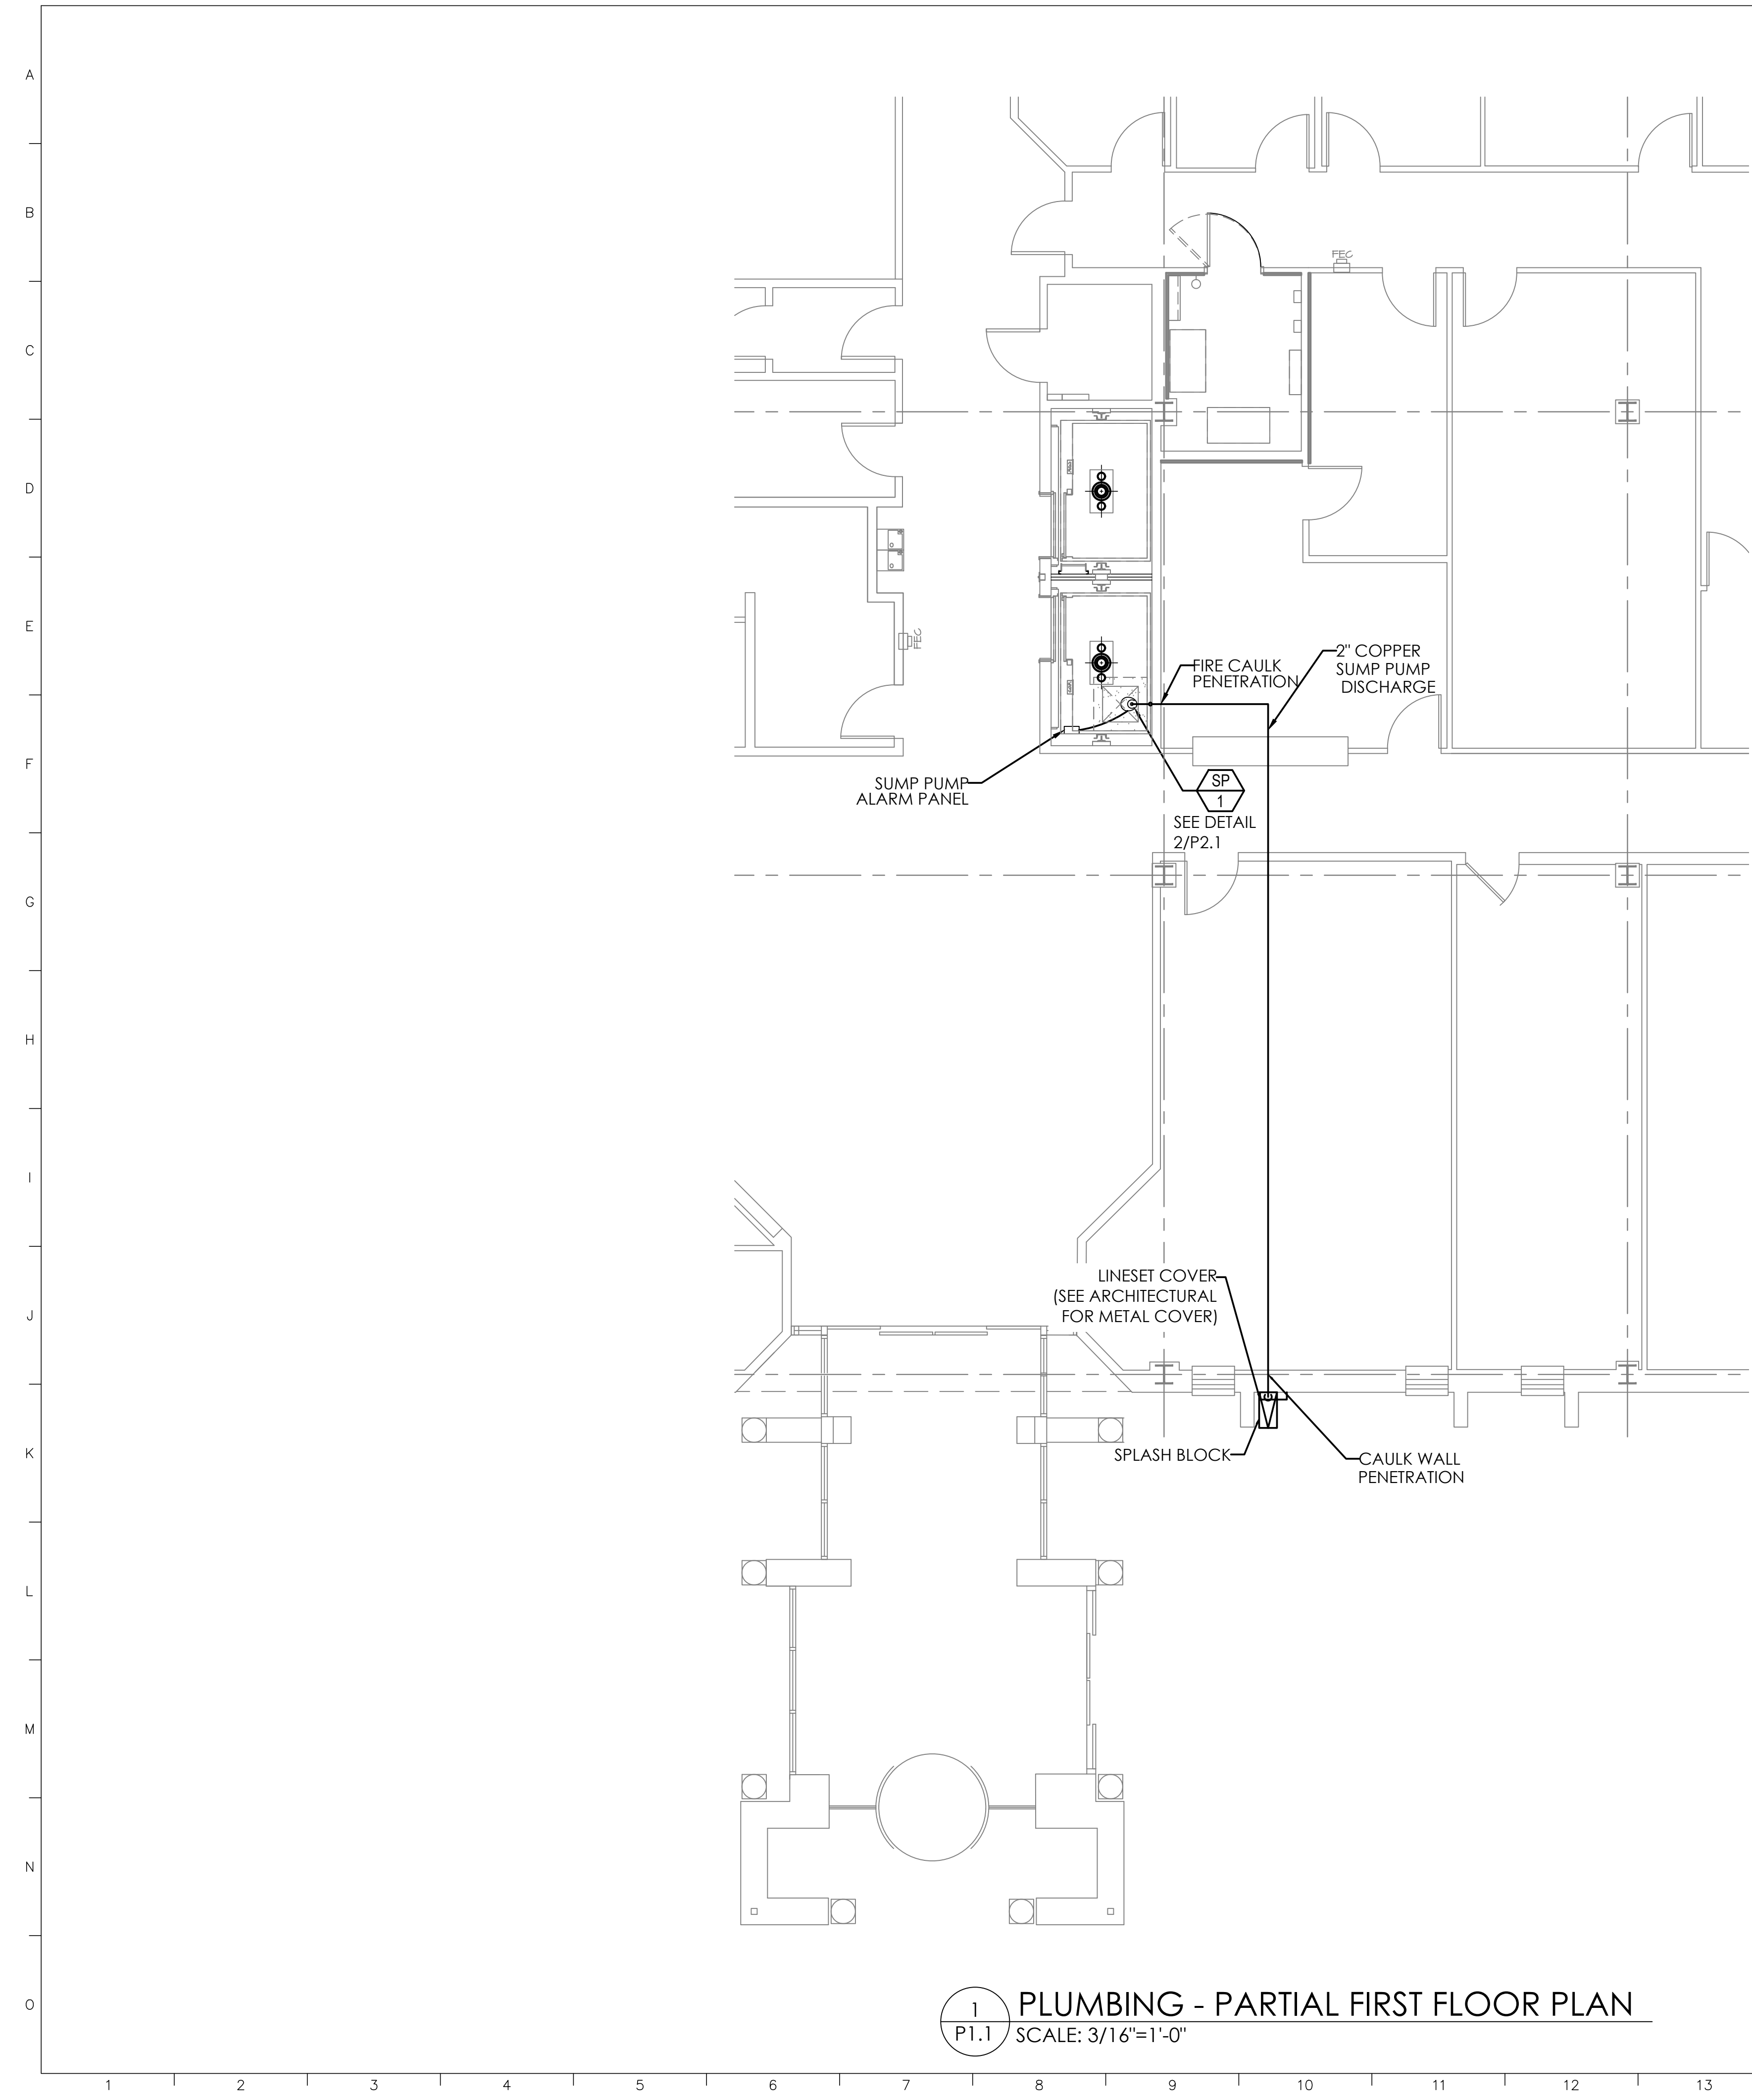 A
B
C
D
E
F
G
H
I
J
K
L
M
N
O
FEC
FEC
FIRE CAULK
PENETRATION
2" COPPER
SUMP PUMP
DISCHARGE
SUMP PUMP
ALARM PANEL
SP
1
SEE DETAIL
2/P2.1
LINESET COVER
(SEE ARCHITECTURAL
FOR METAL COVER)
SPLASH BLOCK
CAULK WALL
PENETRATION
1
P1.1
PLUMBING - PARTIAL FIRST FLOOR PLAN
SCALE: 3/16"=1'-0"
1 2 3 4 5 6 7 8 9 10 11 12 13